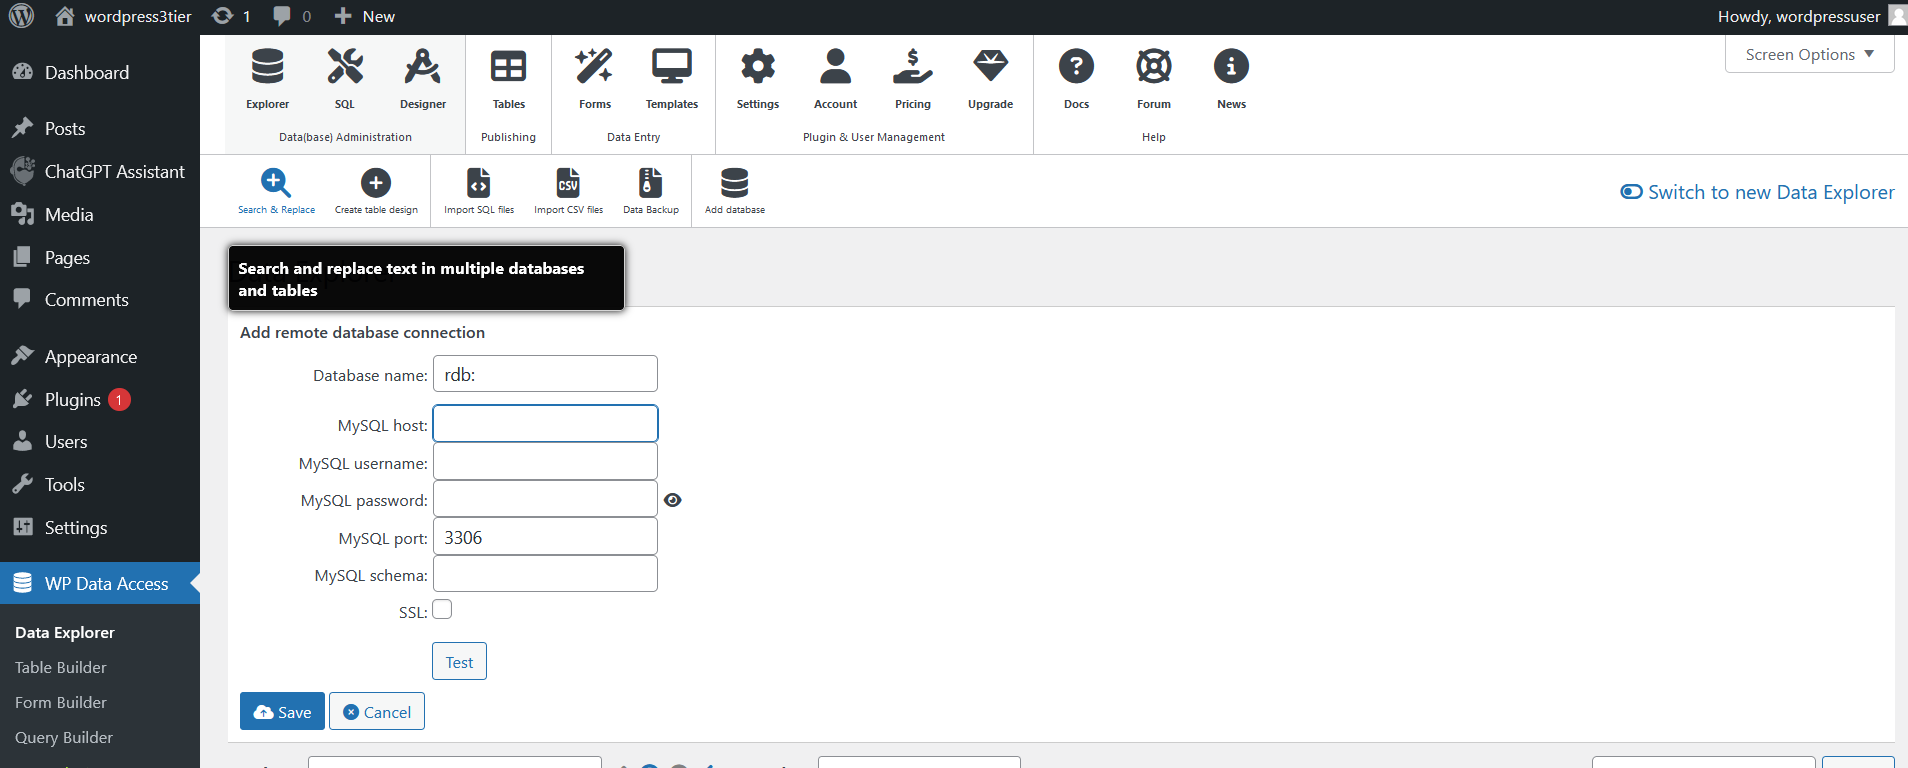 wordpress3tier 1 0 New Howdy, wordpressuser
Screen Options
Dashboard
Posts
ChatGPT Assistant
Media
Pages
Comments
Appearance
Plugins 1
Users
Tools
Settings
WP Data Access
Data Explorer
Table Builder
Form Builder
Query Builder
Explorer SQL Designer Tables Forms Templates Settings Account Pricing Upgrade Docs Forum News
Data(base) Administration Publishing Data Entry Plugin & User Management Help
Search & Replace Create table design Import SQL files Import CSV files Data Backup Add database
CSV
Switch to new Data Explorer
Search and replace text in multiple databases
and tables
Add remote database connection
Database name: rdb:
MySQL host:
MySQL username:
MySQL password:
MySQL port: 3306
MySQL schema:
SSL:
Test
Save Cancel